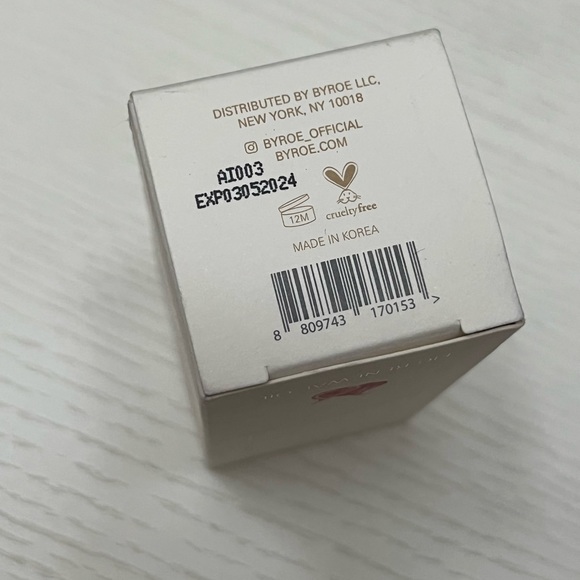 DISTRIBUTED BY BYROE LLC,
NEW YORK, NY 10018
BYROE_OFFICIAL
BYROE.COM
AI003
EXP03052024
12M
crueltyfree
MADE IN KOREA
8 809743 170153 >